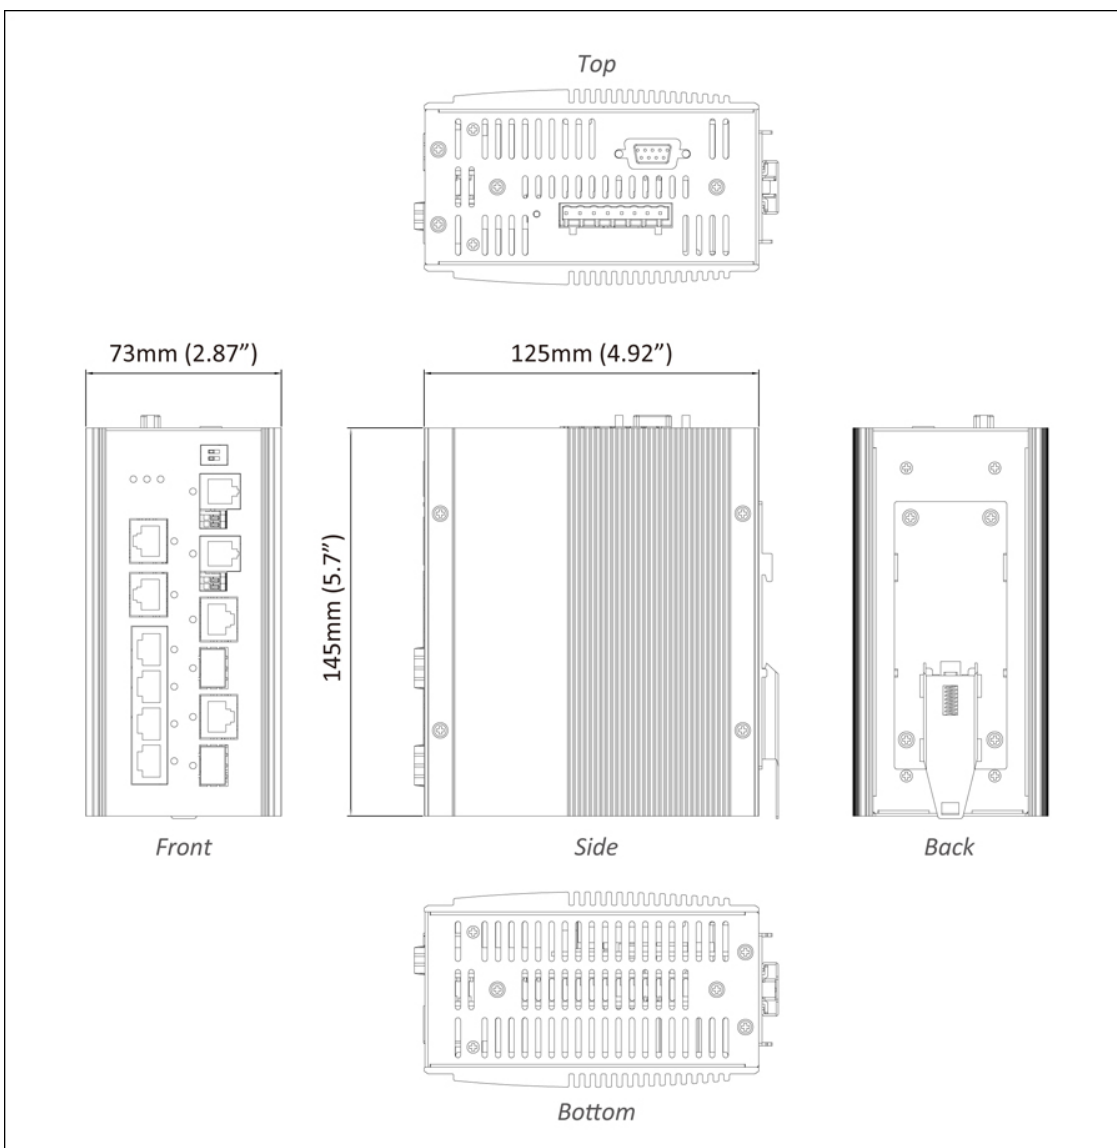 Top
73mm (2.87”)
125mm (4.92”)
145mm (5.7”)
Front
Side
Back
Bottom